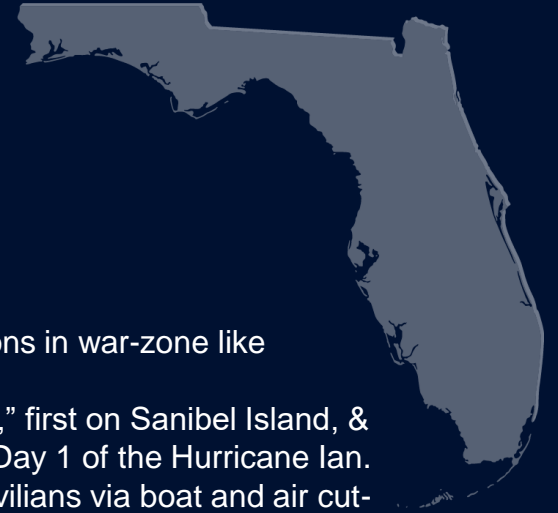 ons in war-zone like
,” first on Sanibel Island, &
Day 1 of the Hurricane Ian.
vilians via boat and air cut-